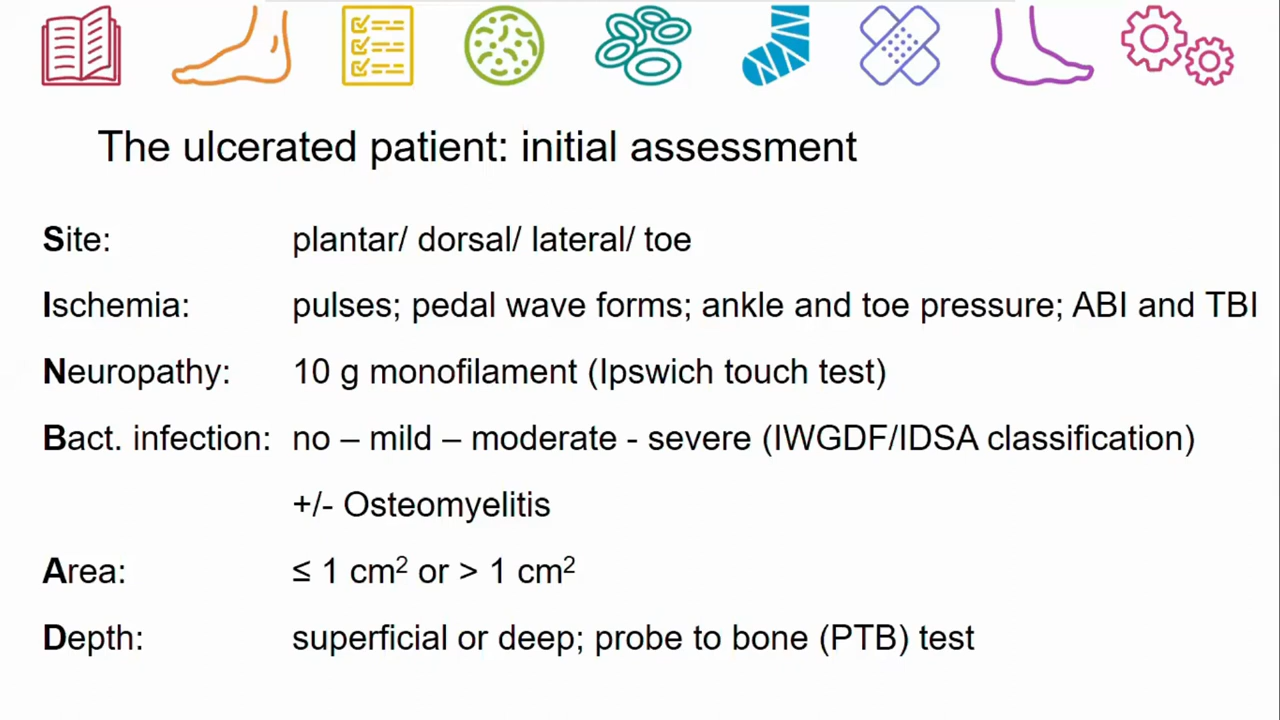 The ulcerated patient: initial assessment
Site: plantar/ dorsal/ lateral/ toe
Ischemia: pulses; pedal wave forms; ankle and toe pressure; ABI and TBI
Neuropathy: 10 g monofilament (Ipswich touch test)
Bact. infection: no – mild – moderate - severe (IWGDF/IDSA classification)
+/- Osteomyelitis
Area: ≤ 1 cm² or > 1 cm²
Depth: superficial or deep; probe to bone (PTB) test